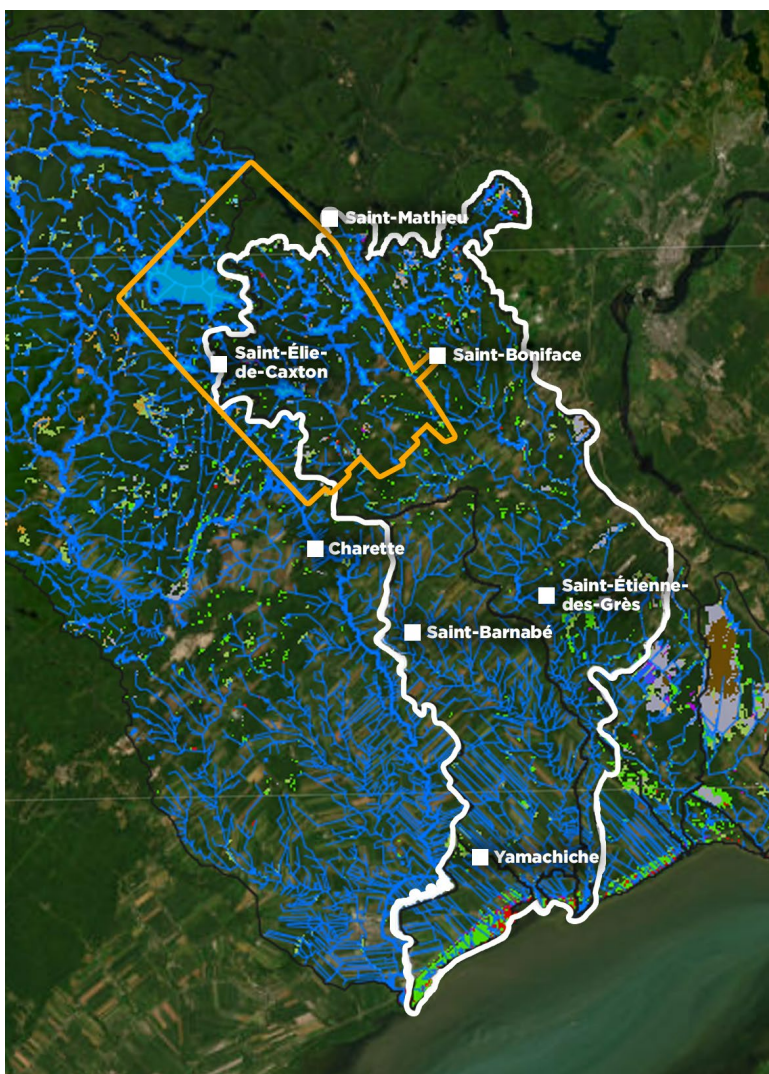 Saint-Mathieu
Saint-Élie-
de-Caxton
Saint-Boniface
Charette
Saint-Étienne-
des-Grès
Saint-Barnabé
Yamachiche